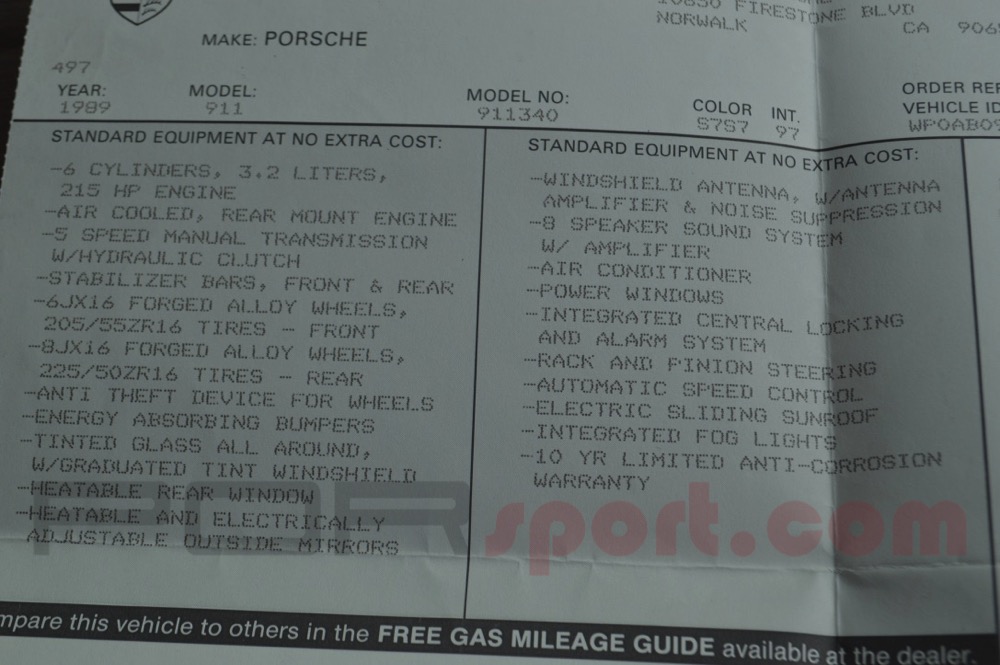 10850 FIRESTONE BLVD
NORWALK CA
MAKE: PORSCHE
497
YEAR: MODEL: MODEL NO: COLOR INT. ORDER REF
1989 911 911340 S7S7 97 VEHICLE ID
WP0AB09
STANDARD EQUIPMENT AT NO EXTRA COST:
-6 CYLINDERS, 3.2 LITERS,
215 HP ENGINE
-AIR COOLED, REAR MOUNT ENGINE
-5 SPEED MANUAL TRANSMISSION
W/HYDRAULIC CLUTCH
-STABILIZER BARS, FRONT & REAR
-6JX16 FORGED ALLOY WHEELS,
205/55ZR16 TIRES - FRONT
-8JX16 FORGED ALLOY WHEELS,
225/50ZR16 TIRES - REAR
-ANTI THEFT DEVICE FOR WHEELS
-ENERGY ABSORBING BUMPERS
-TINTED GLASS ALL AROUND,
W/GRADUATED TINT WINDSHIELD
-HEATABLE REAR WINDOW
-HEATABLE AND ELECTRICALLY
ADJUSTABLE OUTSIDE MIRRORS
STANDARD EQUIPMENT AT NO EXTRA COST:
-WINDSHIELD ANTENNA, W/ANTENNA
AMPLIFIER & NOISE SUPPRESSION
-8 SPEAKER SOUND SYSTEM
W/ AMPLIFIER
-AIR CONDITIONER
-POWER WINDOWS
-INTEGRATED CENTRAL LOCKING
AND ALARM SYSTEM
-RACK AND PINION STEERING
-AUTOMATIC SPEED CONTROL
-ELECTRIC SLIDING SUNROOF
-INTEGRATED FOG LIGHTS
-10 YR LIMITED ANTI-CORROSION
WARRANTY
sport.com
mpare this vehicle to others in the FREE GAS MILEAGE GUIDE available at the dealer.